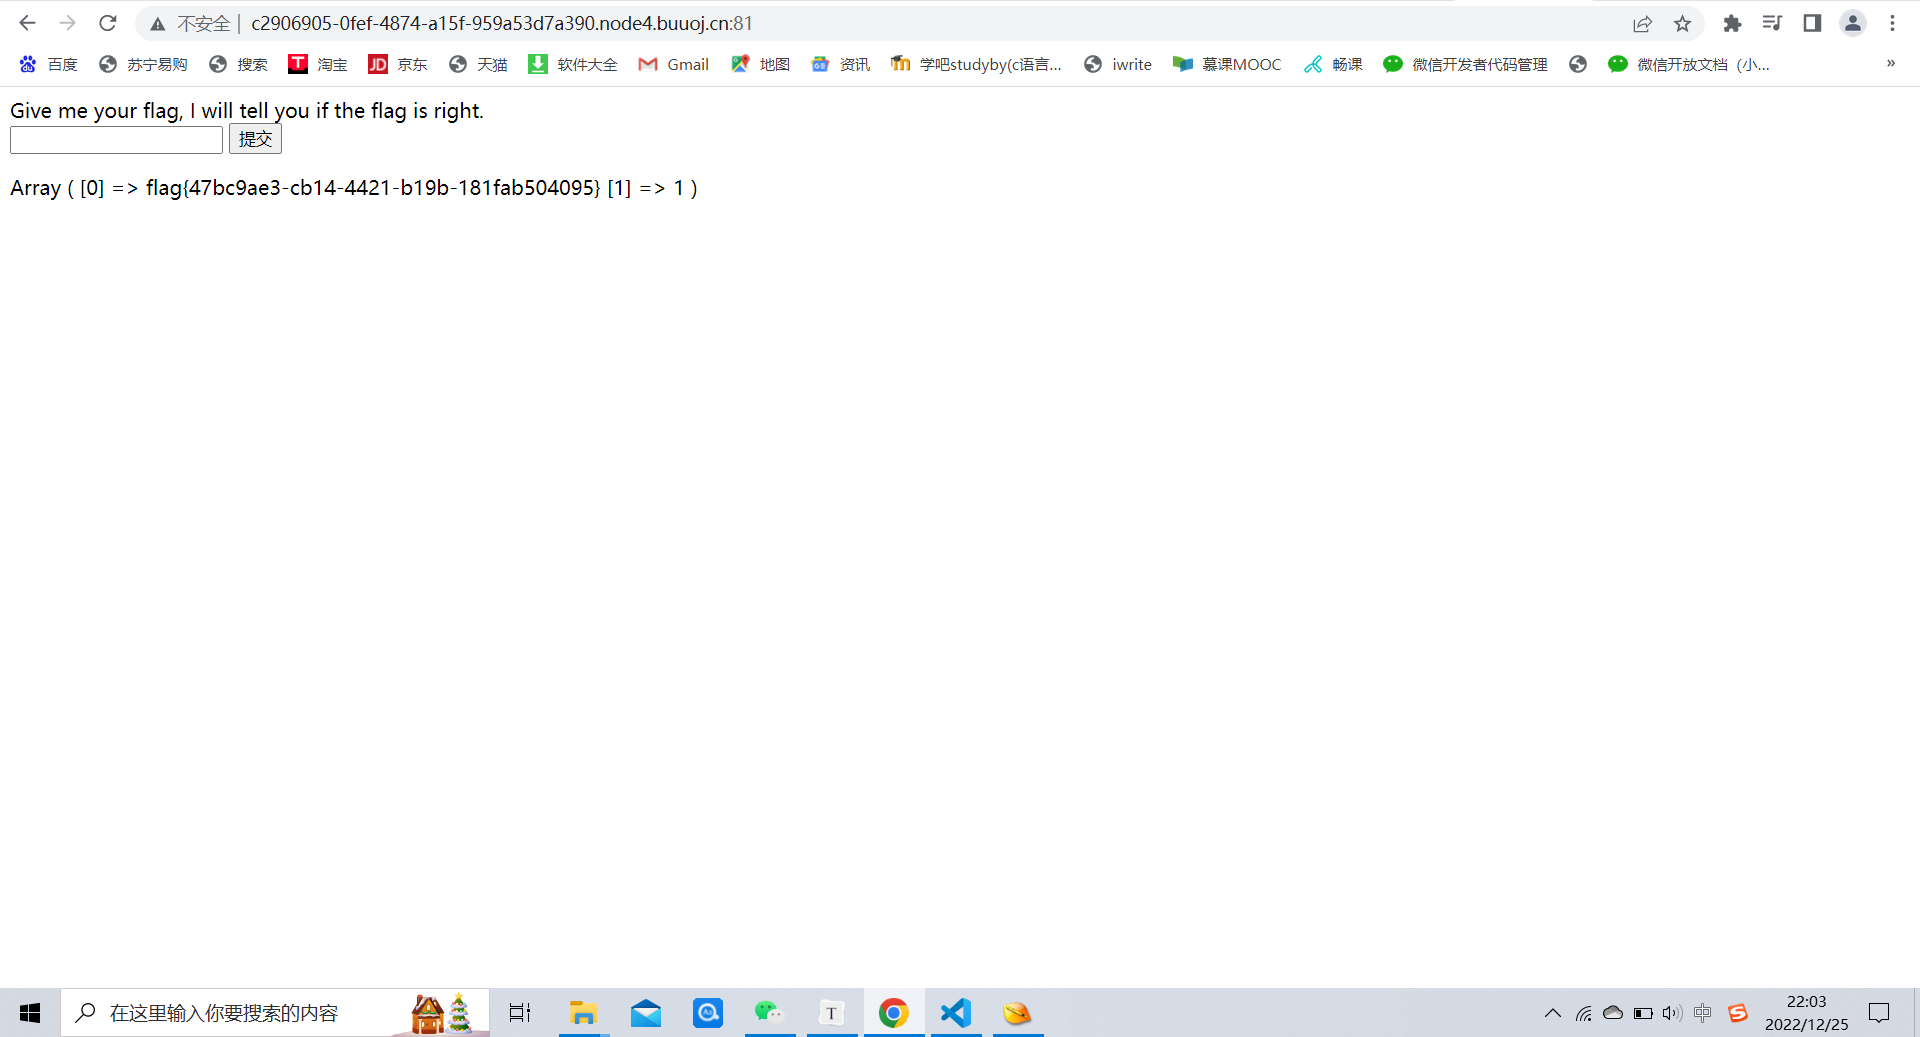 不安全 | c2906905-0fef-4874-a15f-959a53d7a390.node4.buuoj.cn:81
百度 苏宁易购 搜索 淘宝 JD 京东 天猫 软件大全 Gmail 地图 资讯 学吧studyby(c语言... iwrite 慕课MOOC 畅课 微信开发者代码管理 微信开放文档（小... »
Give me your flag, I will tell you if the flag is right.
提交
Array ( [0] => flag{47bc9ae3-cb14-4421-b19b-181fab504095} [1] => 1 )
在这里输入你要搜索的内容
T
中
22:03
2022/12/25